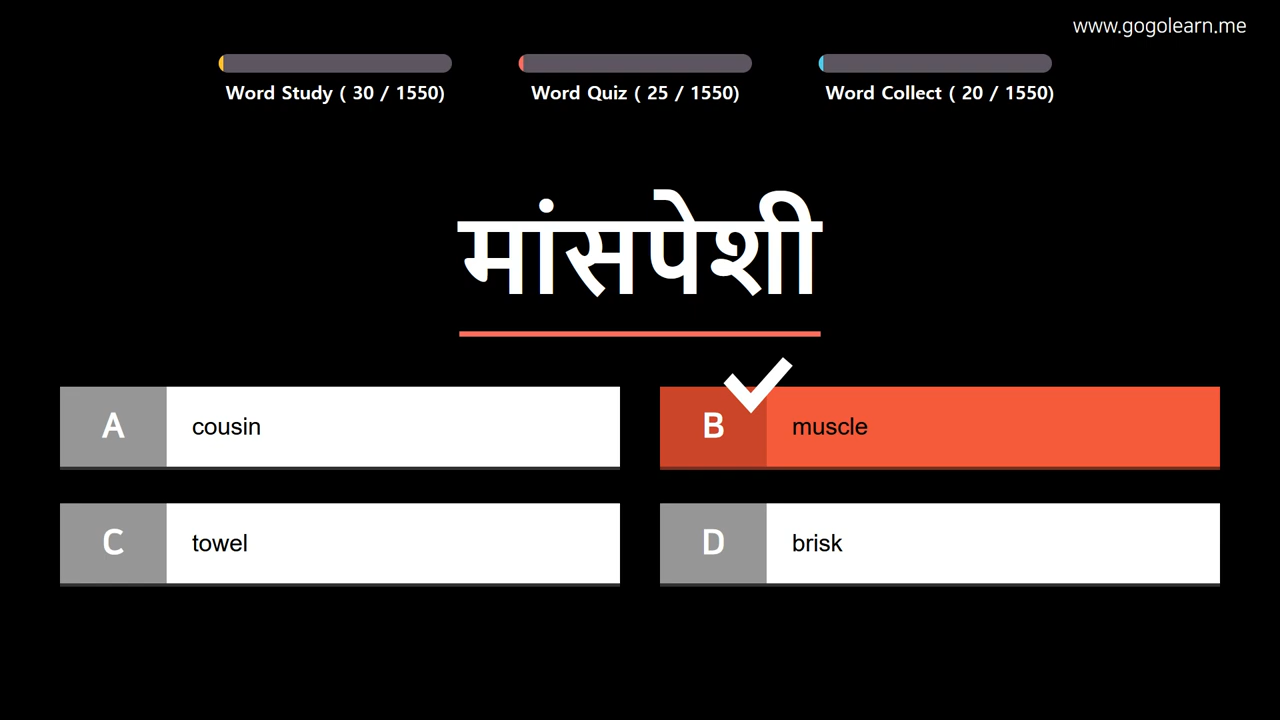 www.gogolearn.me
Word Study ( 30 / 1550)
Word Quiz ( 25 / 1550)
Word Collect ( 20 / 1550)
मांसपेशी
A cousin
B muscle
C towel
D brisk